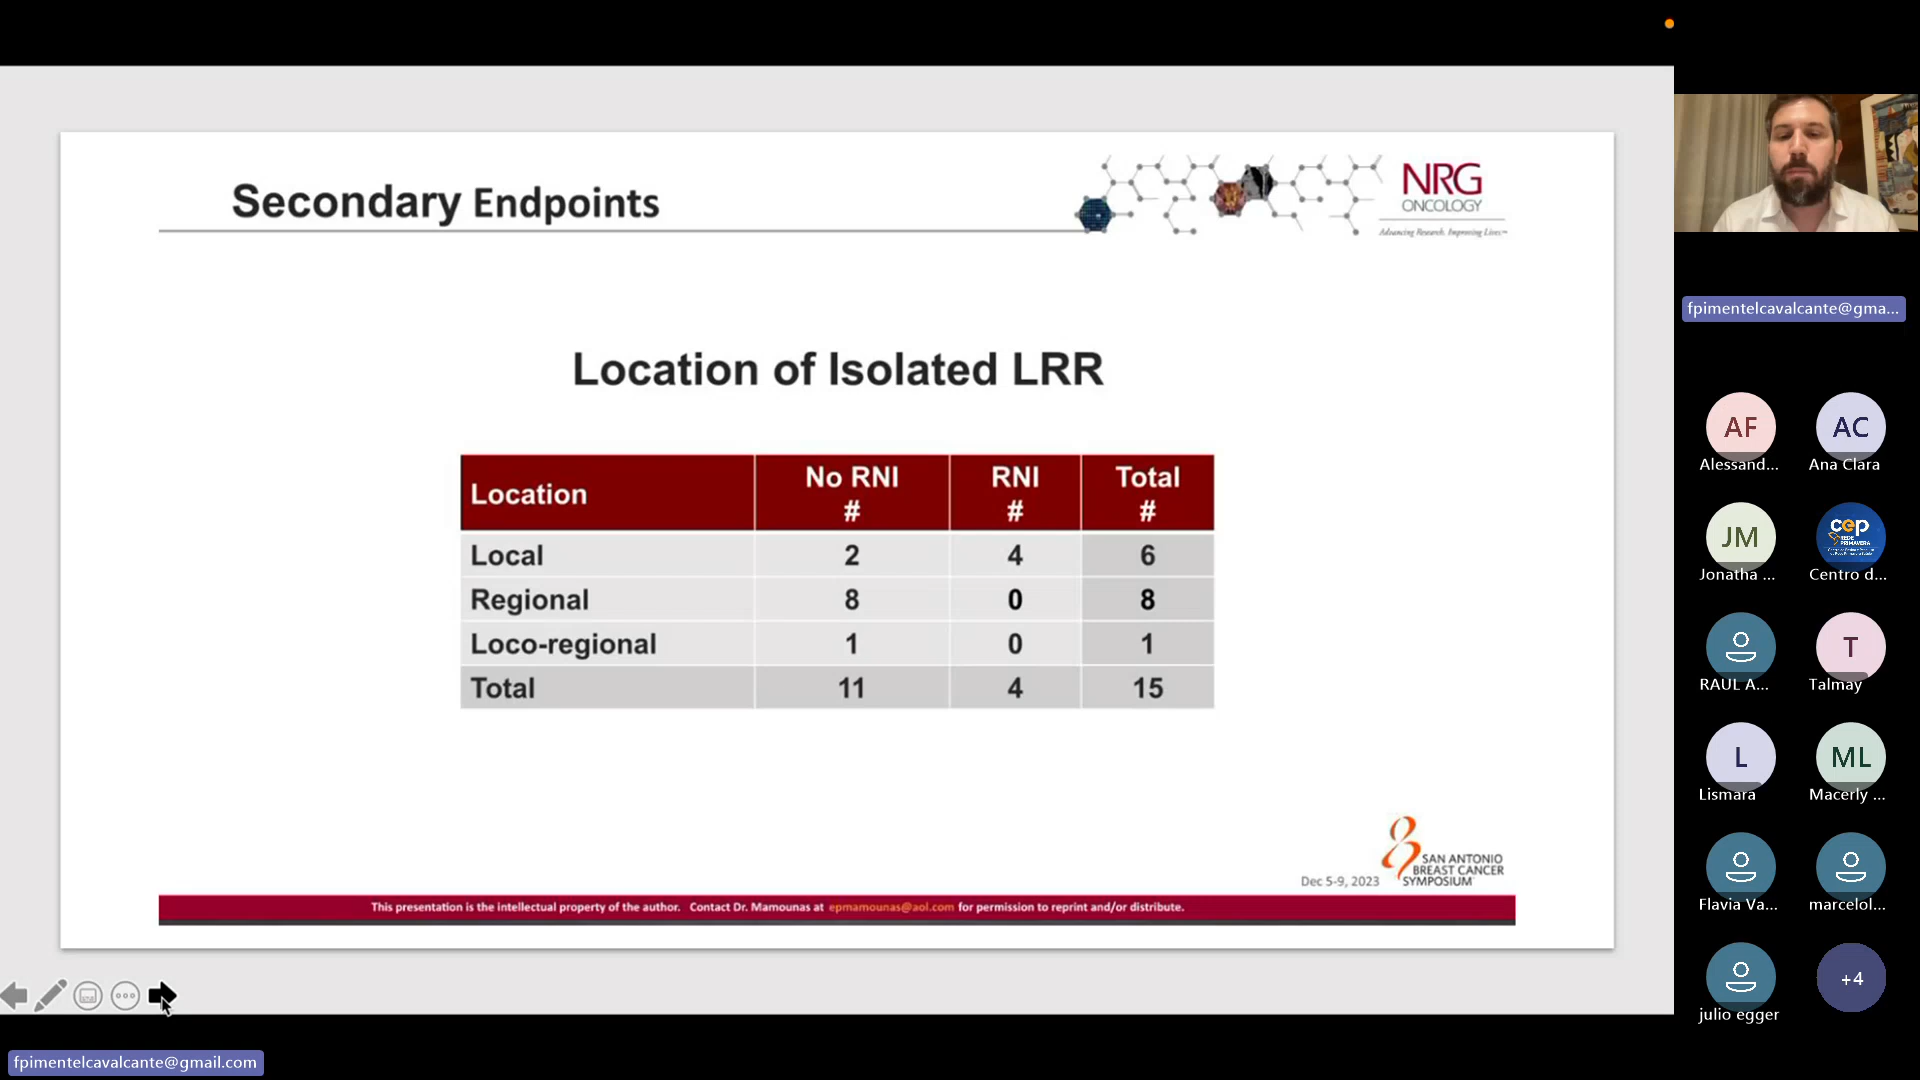 Secondary Endpoints
NRG
ONCOLOGY
Advancing Research. Improving Lives.™
Location of Isolated LRR
Location No RNI # RNI # Total #
Local 2 4 6
Regional 8 0 8
Loco-regional 1 0 1
Total 11 4 15
Dec 5-9, 2023
SAN ANTONIO
BREAST CANCER
SYMPOSIUM
This presentation is the intellectual property of the author. Contact Dr. Mamounas at epmamounas@aol.com for permission to reprint and/or distribute.
fpimentelcavalcante@gmail.com
fpimentelcavalcante@gma...
AF AC
Alessand... Ana Clara
JM cep
REDE PRIMAVERA
Jonatha ... Centro d...
T
RAUL A... Talmay
L ML
Lismara Macerly ...
Flavia Va... marcelol...
+4
julio egger